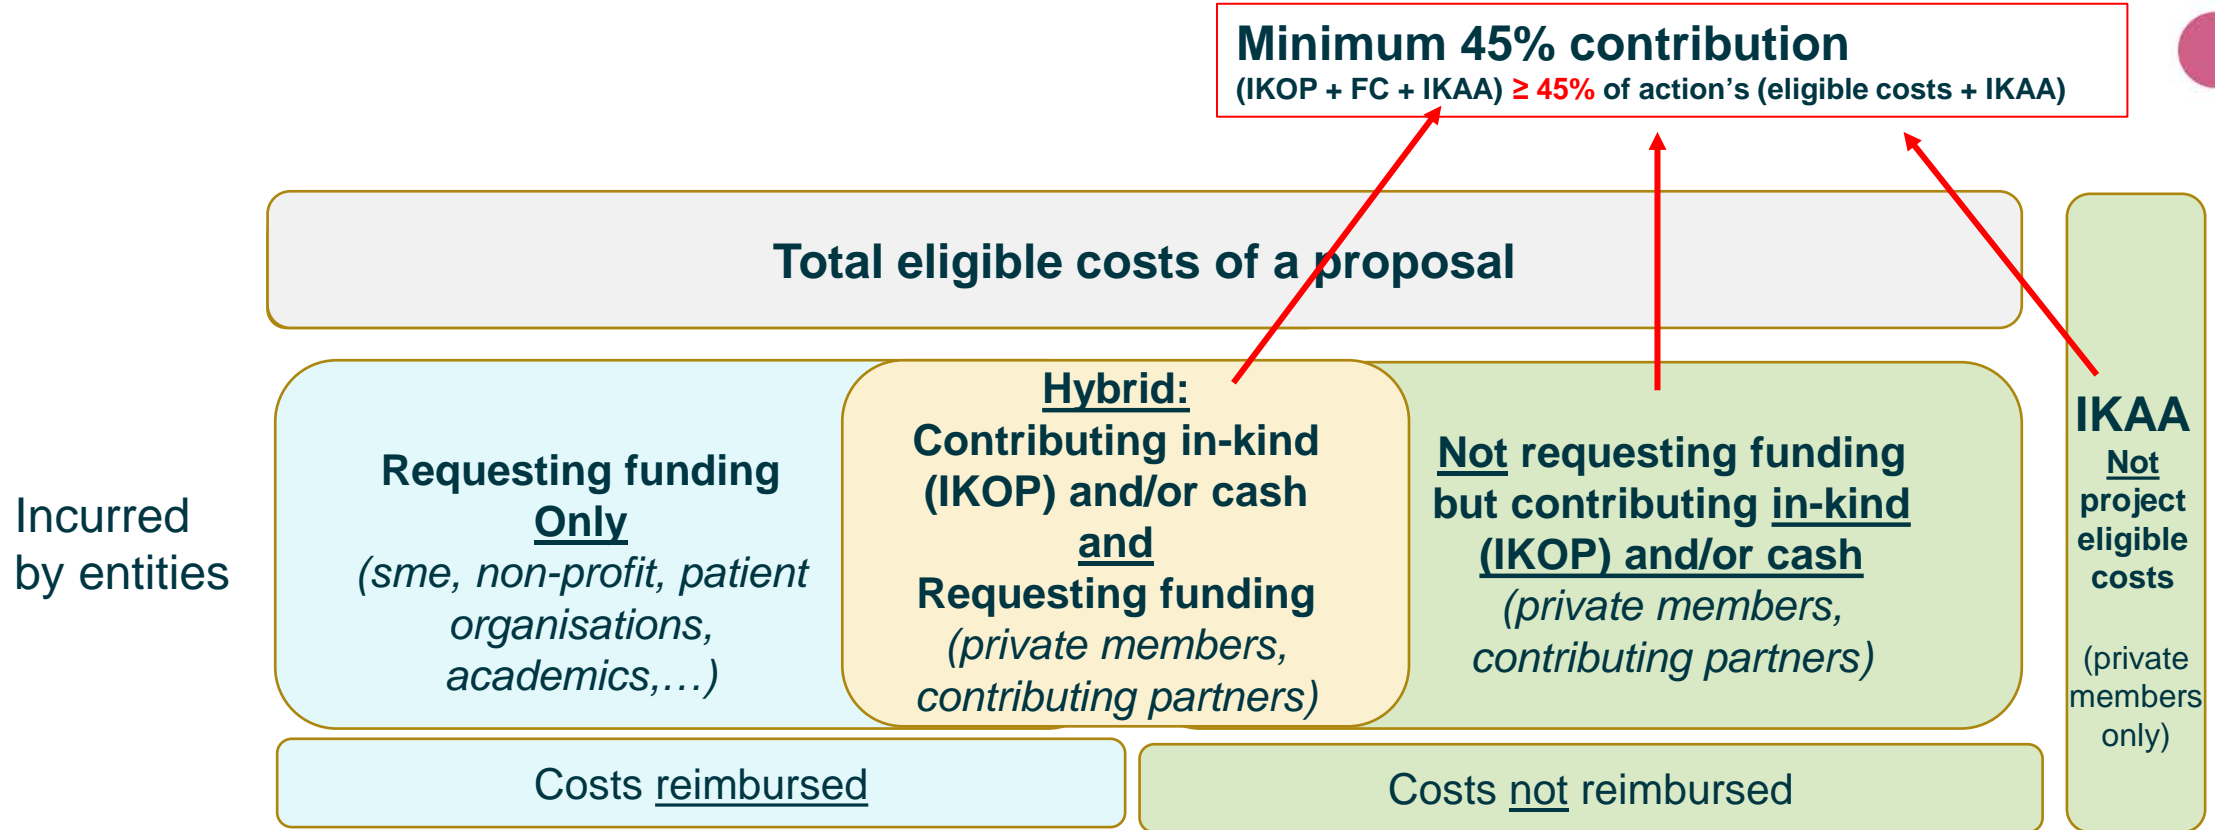 Minimum 45% contribution
(IKOP + FC + IKAA) ≥ 45% of action's (eligible costs + IKAA)
Total eligible costs of a proposal
Incurred
by entities
Requesting funding
Only
(sme, non-profit, patient
organisations,
academics,…)
Hybrid:
Contributing in-kind
(IKOP) and/or cash
and
Requesting funding
(private members,
contributing partners)
Not requesting funding
but contributing in-kind
(IKOP) and/or cash
(private members,
contributing partners)
IKAA
Not
project
eligible
costs
(private
members
only)
Costs reimbursed
Costs not reimbursed